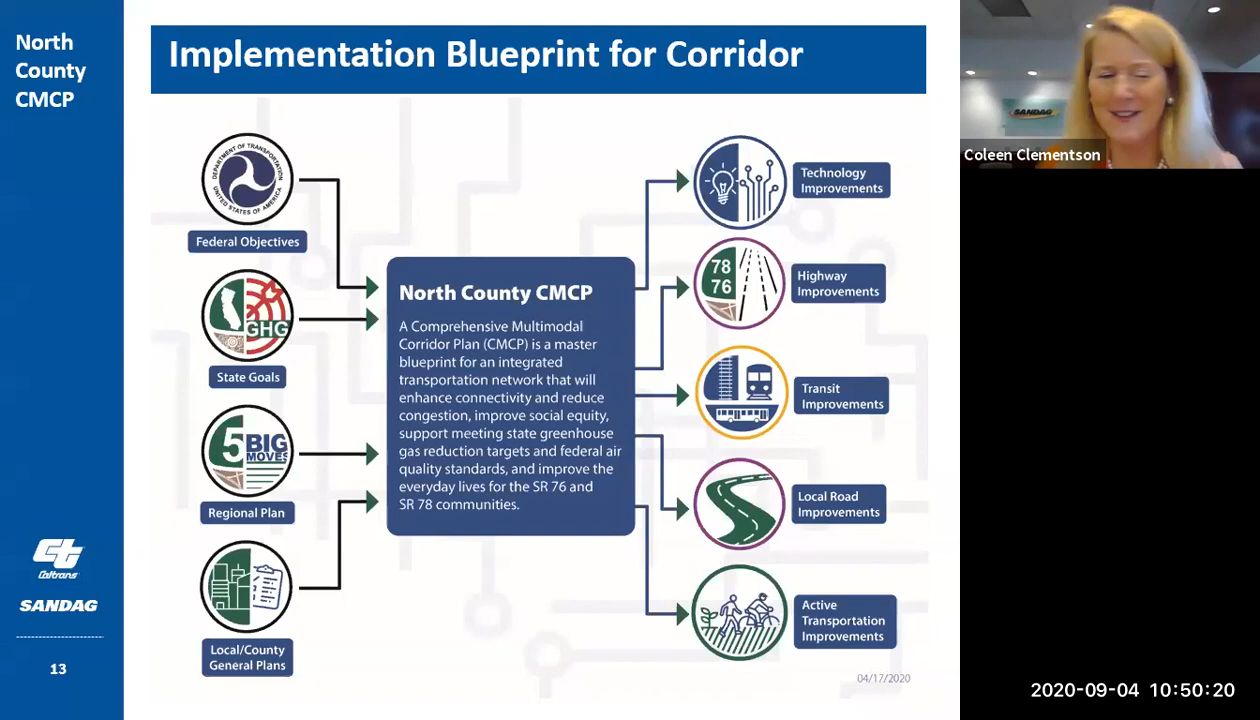 North
County
CMCP
Implementation Blueprint for Corridor
DEPARTMENT OF TRANSPORTATION
UNITED STATES OF AMERICA
Federal Objectives
GHG
State Goals
5 BIG
MOVES
Regional Plan
Local/County
General Plans
North County CMCP
A Comprehensive Multimodal
Corridor Plan (CMCP) is a master
blueprint for an integrated
transportation network that will
enhance connectivity and reduce
congestion, improve social equity,
support meeting state greenhouse
gas reduction targets and federal air
quality standards, and improve the
everyday lives for the SR 76 and
SR 78 communities.
Technology
Improvements
78
76
Highway
Improvements
Transit
Improvements
Local Road
Improvements
Active
Transportation
Improvements
04/17/2020
Ct
Caltrans
SANDAG
13
SANDAG
Coleen Clementson
2020-09-04 10:50:20